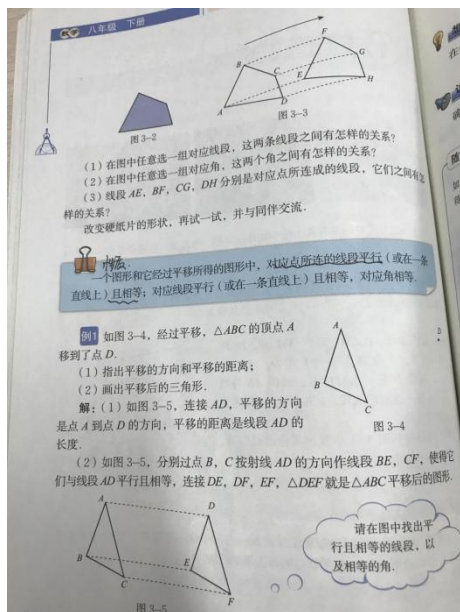 数学 八年级 下册
F
B
C
G
E
H
A
D
图 3-2
图 3-3
（1）在图中任意选一组对应线段，这两条线段之间有怎样的关系？
（2）在图中任意选一组对应角，这两个角之间有怎样的关系？
（3）线段 AE，BF，CG，DH 分别是对应点所连成的线段，它们之间有怎
样的关系？
改变硬纸片的形状，再试一试，并与同伴交流．
一个图形和它经过平移所得的图形中，对应点所连的线段平行（或在一条
直线上）且相等；对应线段平行（或在一条直线上）且相等，对应角相等．
例1 如图 3-4，经过平移，△ABC 的顶点 A
移到了点 D．
（1）指出平移的方向和平移的距离；
（2）画出平移后的三角形．
解：（1）如图 3-5，连接 AD，平移的方向
是点 A 到点 D 的方向，平移的距离是线段 AD 的
长度．
A
D
B
C
图 3-4
（2）如图 3-5，分别过点 B，C 按射线 AD 的方向作线段 BE，CF，使得它
们与线段 AD 平行且相等，连接 DE，DF，EF，△DEF 就是△ABC 平移后的图形．
A
D
B
E
C
F
图 3-5
请在图中找出平
行且相等的线段，以
及相等的角．